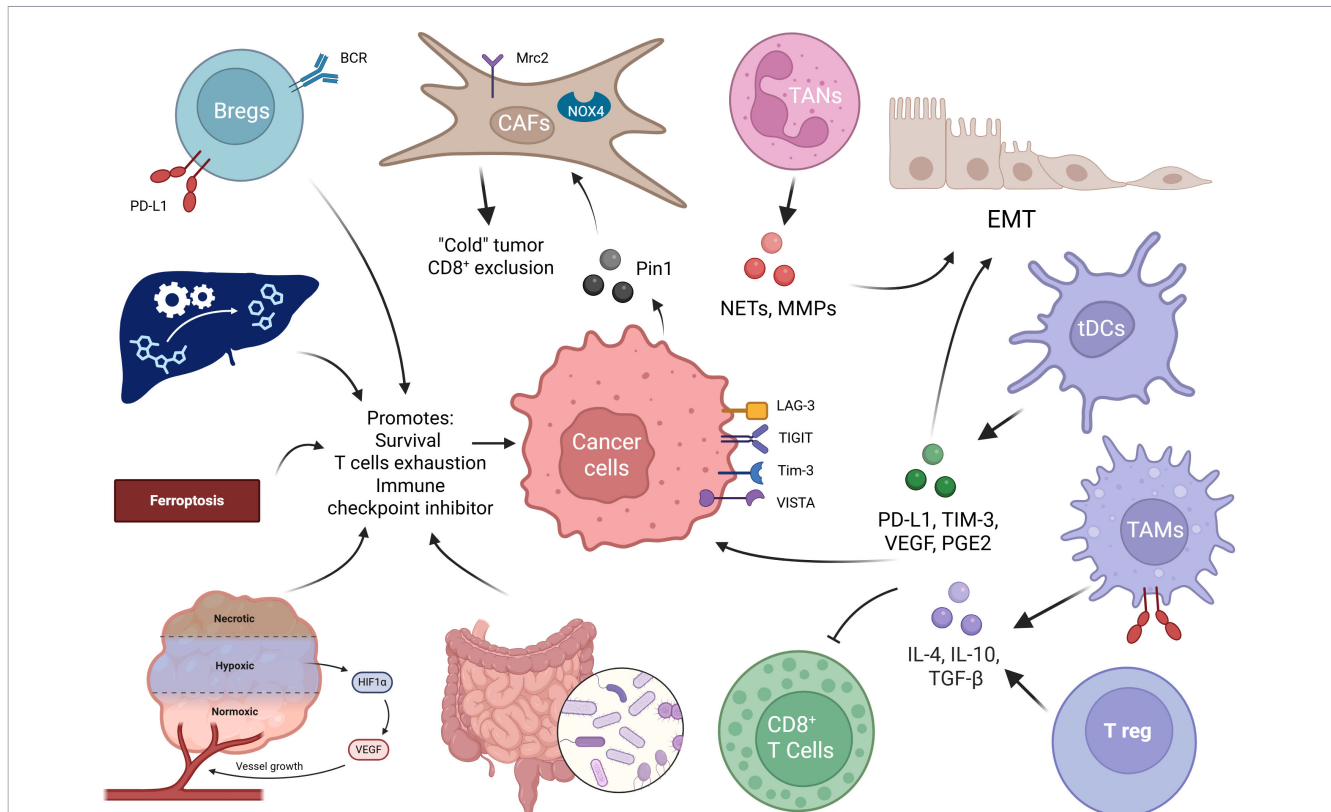 BCR
Bregs
PD-L1
Mrc2
NOX4
CAFs
"Cold" tumor
CD8⁺ exclusion
Pin1
TANs
NETs, MMPs
EMT
tDCs
Promotes:
Survival
T cells exhaustion
Immune
checkpoint inhibitor
Ferroptosis
Cancer
cells
LAG-3
TIGIT
Tim-3
VISTA
PD-L1, TIM-3,
VEGF, PGE2
TAMs
IL-4, IL-10,
TGF-β
Necrotic
Hypoxic
Normoxic
HIF1α
VEGF
Vessel growth
CD8⁺
T Cells
T reg